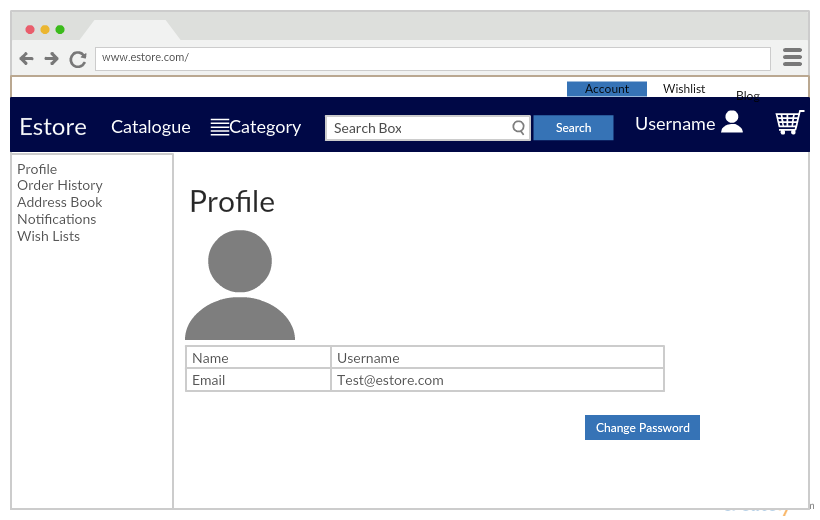 www.estore.com/
Account Wishlist Blog
Estore Catalogue Category Search Box Search Username
Profile
Order History
Address Book
Notifications
Wish Lists
Profile
Name Username
Email Test@estore.com
Change Password